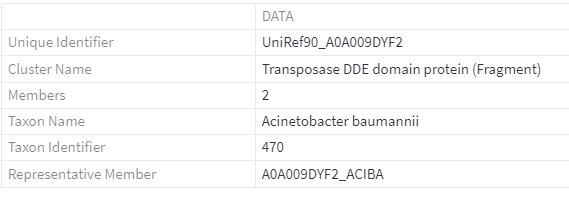 DATA
Unique Identifier UniRef90_A0A009DYF2
Cluster Name Transposase DDE domain protein (Fragment)
Members 2
Taxon Name Acinetobacter baumannii
Taxon Identifier 470
Representative Member A0A009DYF2_ACIBA